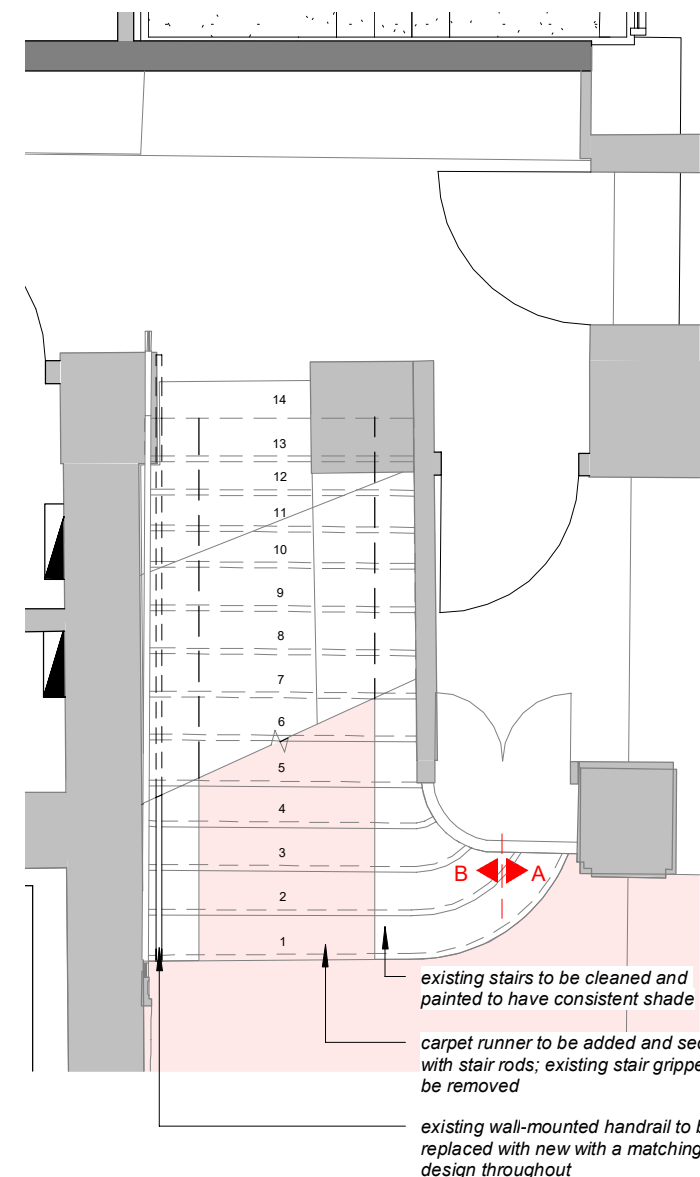 14
13
12
11
10
9
8
7
6
5
4
3
B A
2
1
existing stairs to be cleaned and
painted to have consistent shade
carpet runner to be added and
with stair rods; existing stair
be removed
existing wall-mounted handrail to
replaced with new with a matching
design throughout